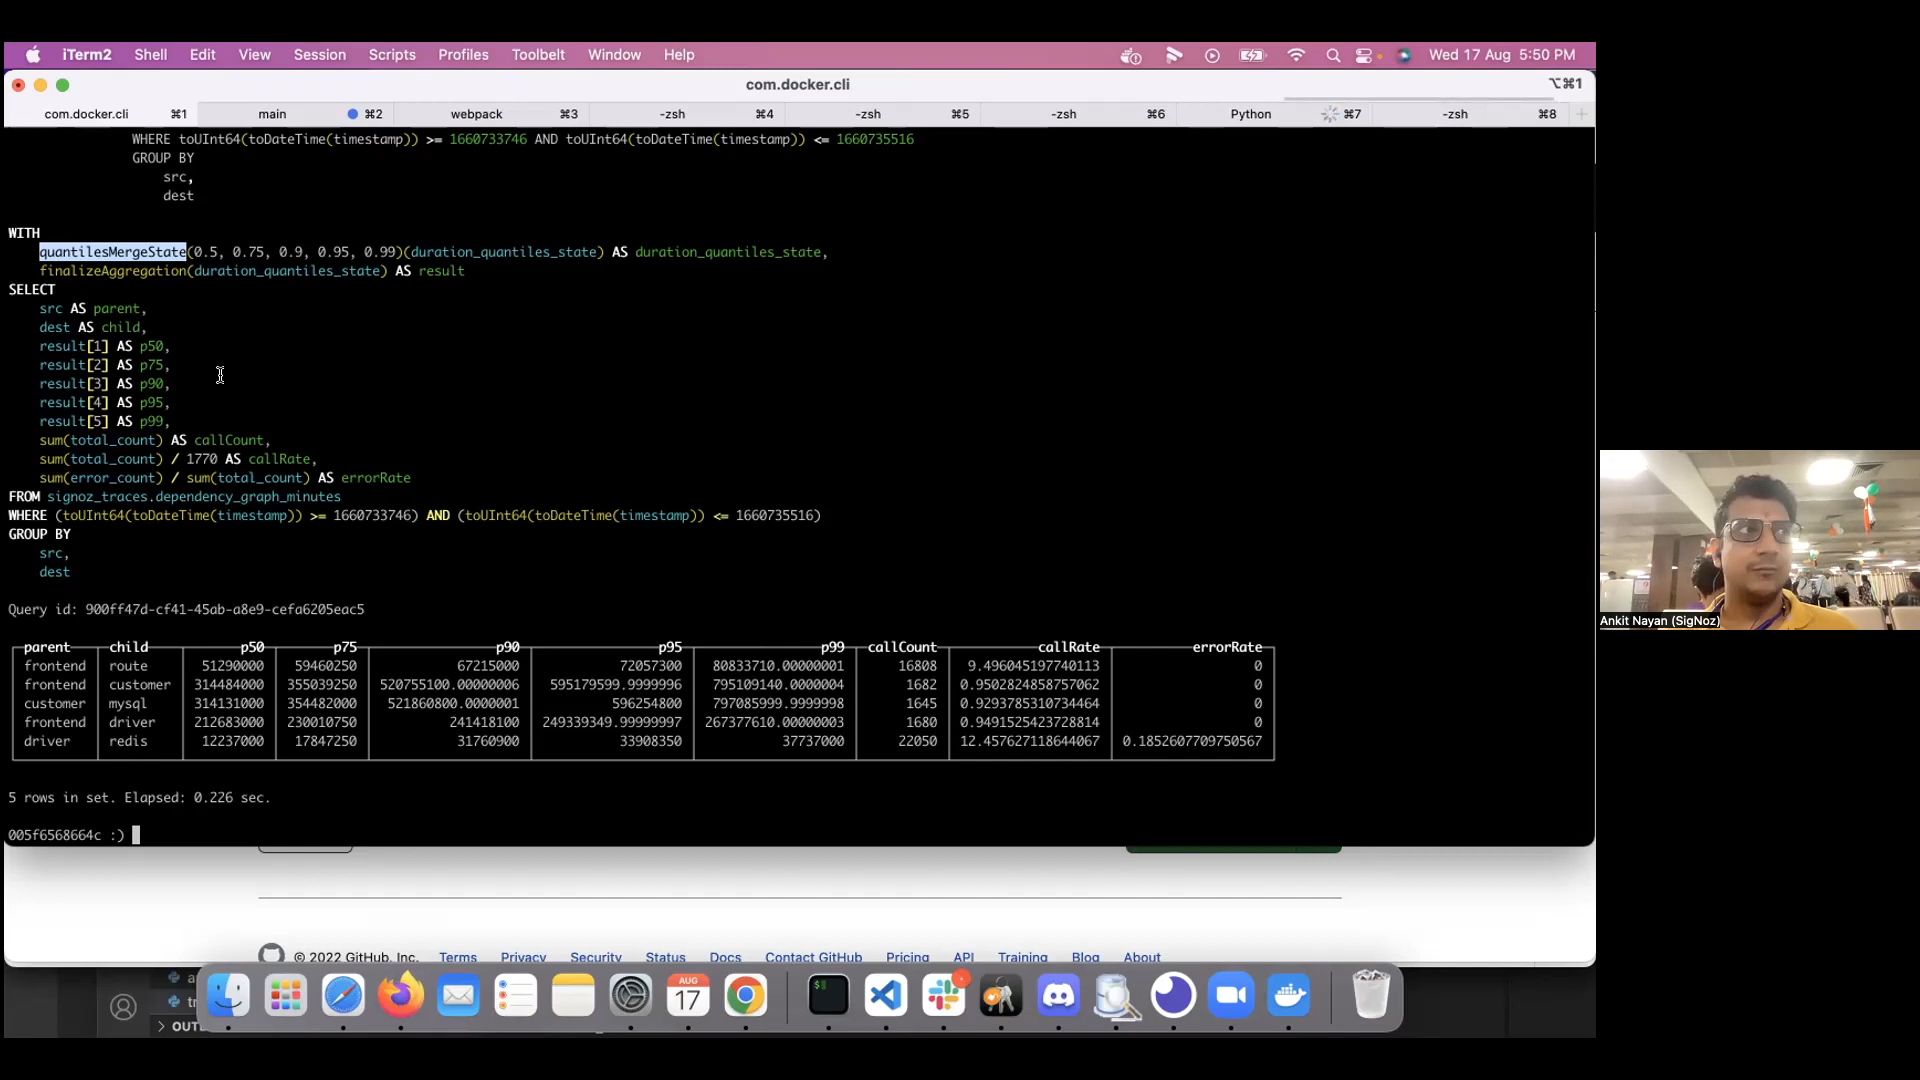 iTerm2 Shell Edit View Session Scripts Profiles Toolbelt Window Help Wed 17 Aug 5:50 PM
com.docker.cli ⌥⌘1
com.docker.cli ⌘1 main ⌘2 webpack ⌘3 -zsh ⌘4 -zsh ⌘5 -zsh ⌘6 Python ⌘7 -zsh ⌘8
WHERE toUInt64(toDateTime(timestamp)) >= 1660733746 AND toUInt64(toDateTime(timestamp)) <= 1660735516
GROUP BY
src,
dest
WITH
quantilesMergeState(0.5, 0.75, 0.9, 0.95, 0.99)(duration_quantiles_state) AS duration_quantiles_state,
finalizeAggregation(duration_quantiles_state) AS result
SELECT
src AS parent,
dest AS child,
result[1] AS p50,
result[2] AS p75,
result[3] AS p90,
result[4] AS p95,
result[5] AS p99,
sum(total_count) AS callCount,
sum(total_count) / 1770 AS callRate,
sum(error_count) / sum(total_count) AS errorRate
FROM signoz_traces.dependency_graph_minutes
WHERE (toUInt64(toDateTime(timestamp)) >= 1660733746) AND (toUInt64(toDateTime(timestamp)) <= 1660735516)
GROUP BY
src,
dest
Query id: 900ff47d-cf41-45ab-a8e9-cefa6205eac5
parent child p50 p75 p90 p95 p99 callCount callRate errorRate
frontend route 51290000 59460250 67215000 72057300 80833710.00000001 16808 9.496045197740113 0
frontend customer 314484000 355039250 520755100.00000006 595179599.9999996 795109140.0000004 1682 0.9502824858757062 0
customer mysql 314131000 354482000 521860800.0000001 596254800 797085999.9999998 1645 0.9293785310734464 0
frontend driver 212683000 230010750 241418100 249339349.99999997 267377610.00000003 1680 0.9491525423728814 0
driver redis 12237000 17847250 31760900 33908350 37737000 22050 12.457627118644067 0.1852607709750567
5 rows in set. Elapsed: 0.226 sec.
005f6568664c :)
Ankit Nayan (SigNoz)
© 2022 GitHub, Inc. Terms Privacy Security Status Docs Contact GitHub Pricing API Training Blog About
AUG
17